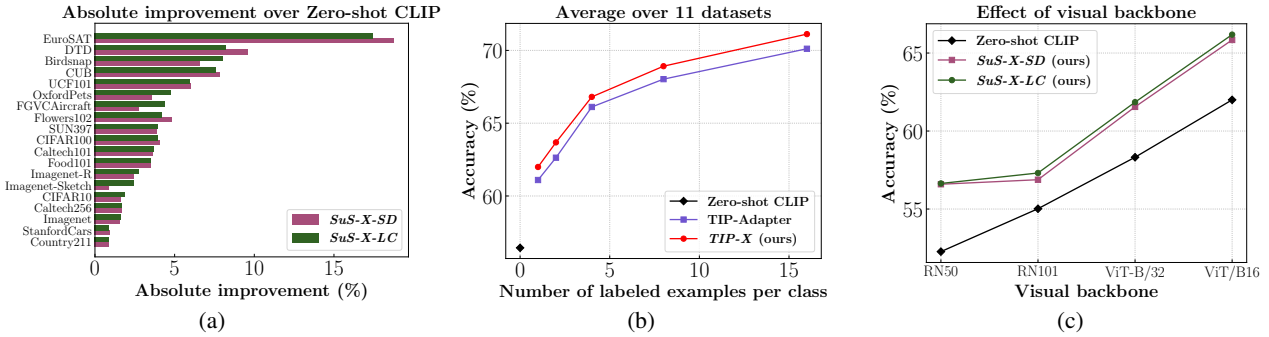 Absolute improvement over Zero-shot CLIP
EuroSAT
DTD
Birdsnap
CUB
UCF101
OxfordPets
FGVCAircraft
Flowers102
SUN397
CIFAR100
Caltech101
Food101
Imagenet-R
Imagenet-Sketch
CIFAR10
Caltech256
Imagenet
StanfordCars
Country211
SuS-X-SD
SuS-X-LC
0 5 10 15
Absolute improvement (%)
(a)
Average over 11 datasets
Accuracy (%)
70
65
60
Zero-shot CLIP
TIP-Adapter
TIP-X (ours)
0 5 10 15
Number of labeled examples per class
(b)
Effect of visual backbone
Accuracy (%)
65
60
55
Zero-shot CLIP
SuS-X-SD (ours)
SuS-X-LC (ours)
RN50 RN101 ViT-B/32 ViT/B16
Visual backbone
(c)